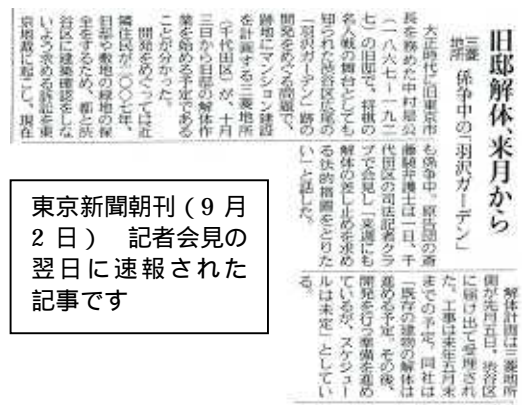 旧邸解体、来月から
三菱地所 係争中の「羽沢ガーデン」
大正時代に旧東京市
長を務めた中村是公
(一八六七ー一九二
七)の旧邸で、将棋の
名人戦の舞台としても
知られた渋谷区広尾の
「羽沢ガーデン」跡の
開発をめぐる問題で、
跡地にマンション建設
を計画する三菱地所
(千代田区)が、十月
三日から旧邸の解体作
業を始める予定である
ことが分かった。
開発をめぐっては近
隣住民が二〇〇七年、
旧邸や敷地の緑地の保
全をするため、都と渋
谷区に建築確認をしな
いよう求める訴訟を東
京地裁に起こし、現在
も係争中。原告団の斎
藤驍弁護士は一日、千
代田区の司法記者クラ
ブで会見し「来週にも
解体の差し止めを求め
る法的措置をとりた
い」と話した。
解体計画は三菱地所
側が先月五日、渋谷区
に届け出て受理され
た。工事は来年五月末
までの予定。同社は
「既存の建物の解体は
進める予定。その後、
開発を行う準備を進め
ているが、スケジュー
ルは未定」としてい
る。
東京新聞朝刊(9月
2日) 記者会見の
翌日に速報された
記事です